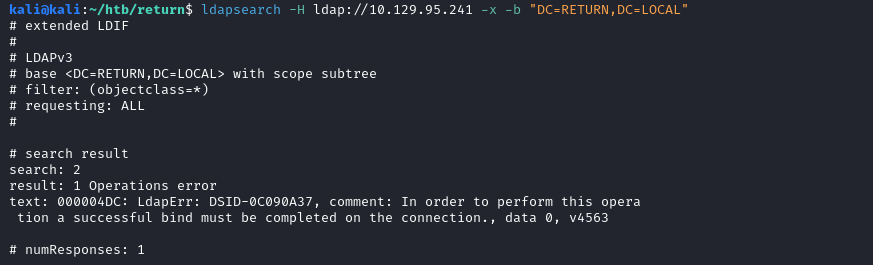 kali@kali:~/htb/return$ ldapsearch -H ldap://10.129.95.241 -x -b "DC=RETURN,DC=LOCAL"
# extended LDIF
#
# LDAPv3
# base <DC=RETURN,DC=LOCAL> with scope subtree
# filter: (objectclass=*)
# requesting: ALL
#

# search result
search: 2
result: 1 Operations error
text: 000004DC: LdapErr: DSID-0C090A37, comment: In order to perform this opera
 tion a successful bind must be completed on the connection., data 0, v4563

# numResponses: 1